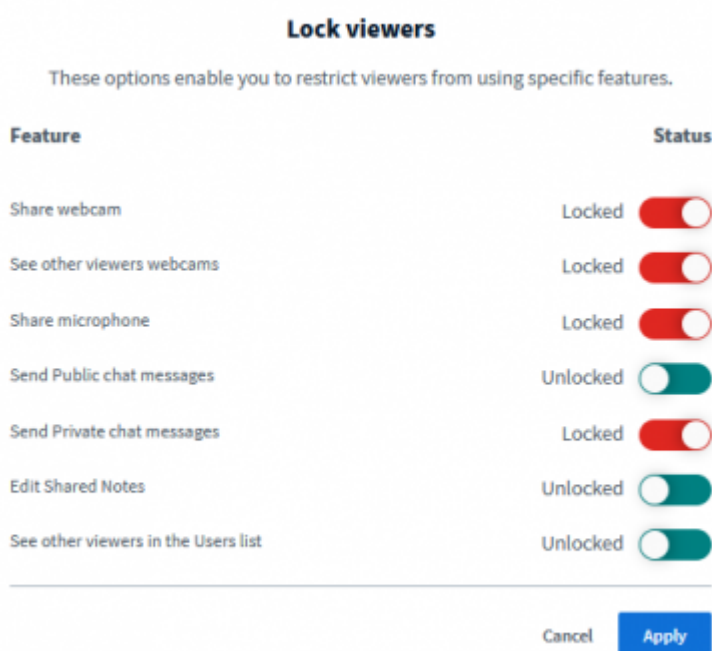 Lock viewers
These options enable you to restrict viewers from using specific features.
Feature Status
Share webcam Locked
See other viewers webcams Locked
Share microphone Locked
Send Public chat messages Unlocked
Send Private chat messages Locked
Edit Shared Notes Unlocked
See other viewers in the Users list Unlocked
Cancel Apply